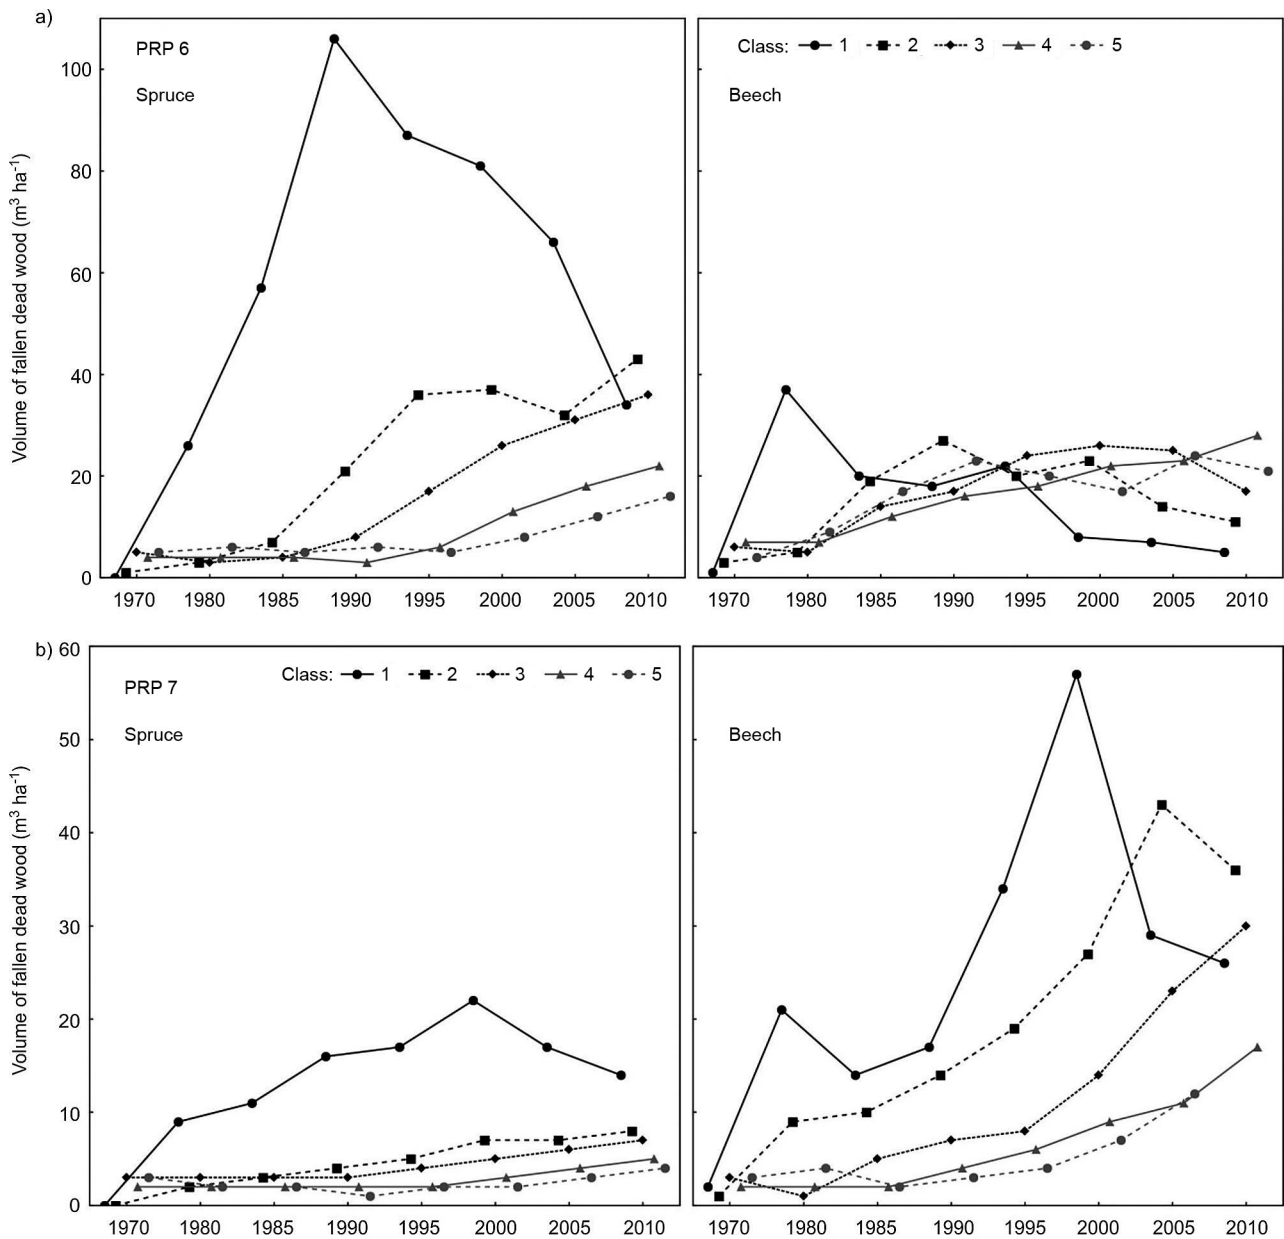 a)
PRP 6
Spruce
Class: 1 2 3 4 5
Beech
Volume of fallen dead wood (m³ ha⁻¹)
100
80
60
40
20
0
1970 1980 1985 1990 1995 2000 2005 2010
1970 1980 1985 1990 1995 2000 2005 2010
b)
PRP 7
Spruce
Class: 1 2 3 4 5
Beech
Volume of fallen dead wood (m³ ha⁻¹)
60
50
40
30
20
10
0
1970 1980 1985 1990 1995 2000 2005 2010
1970 1980 1985 1990 1995 2000 2005 2010